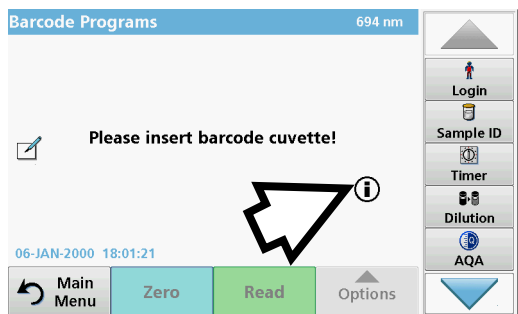 Barcode Programs 694 nm
Please insert barcode cuvette!
i
06-JAN-2000 18:01:21
Main
Menu
Zero
Read
Options
Login
Sample ID
Timer
Dilution
AQA